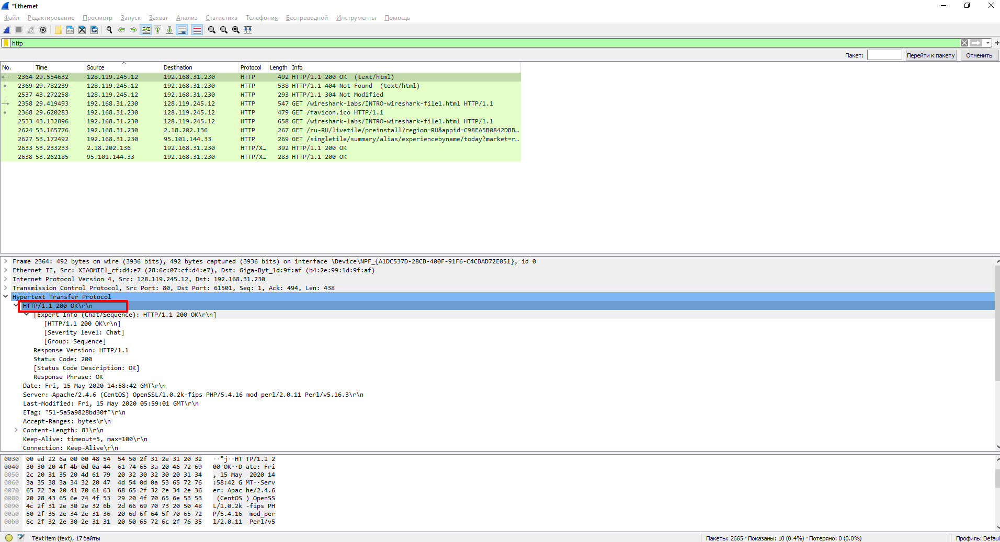 *Ethernet
Файл Редактирование Просмотр Запуск Захват Анализ Статистика Телефония Беспроводной Инструменты Помощь
http
Пакет: Перейти к пакету Отменить
No. Time Source Destination Protocol Length Info
2364 29.554632 128.119.245.12 192.168.31.230 HTTP 492 HTTP/1.1 200 OK (text/html)
2369 29.782239 128.119.245.12 192.168.31.230 HTTP 538 HTTP/1.1 404 Not Found (text/html)
2537 43.272258 128.119.245.12 192.168.31.230 HTTP 293 HTTP/1.1 304 Not Modified
2358 29.419493 192.168.31.230 128.119.245.12 HTTP 547 GET /wireshark-labs/INTRO-wireshark-file1.html HTTP/1.1
2368 29.620283 192.168.31.230 128.119.245.12 HTTP 479 GET /favicon.ico HTTP/1.1
2533 43.132896 192.168.31.230 128.119.245.12 HTTP 658 GET /wireshark-labs/INTRO-wireshark-file1.html HTTP/1.1
2624 53.165776 192.168.31.230 2.18.202.136 HTTP 267 GET /ru-RU/livetile/preinstall?region=RU&appid=C98EA5B0842DBB…
2627 53.172492 192.168.31.230 95.101.144.33 HTTP 269 GET /singletile/summary/alias/experiencebyname/today?market=r…
2633 53.233233 2.18.202.136 192.168.31.230 HTTP/X… 392 HTTP/1.1 200 OK
2638 53.262185 95.101.144.33 192.168.31.230 HTTP/X… 283 HTTP/1.1 200 OK
Frame 2364: 492 bytes on wire (3936 bits), 492 bytes captured (3936 bits) on interface \Device\NPF_{A1DC537D-28CB-400F-91F6-C4CBAD72E051}, id 0
Ethernet II, Src: XIAOMIEl_cf:d4:e7 (28:6c:07:cf:d4:e7), Dst: Giga-Byt_1d:9f:af (b4:2e:99:1d:9f:af)
Internet Protocol Version 4, Src: 128.119.245.12, Dst: 192.168.31.230
Transmission Control Protocol, Src Port: 80, Dst Port: 61501, Seq: 1, Ack: 494, Len: 438
Hypertext Transfer Protocol
HTTP/1.1 200 OK\r\n
[Expert Info (Chat/Sequence): HTTP/1.1 200 OK\r\n]
[HTTP/1.1 200 OK\r\n]
[Severity level: Chat]
[Group: Sequence]
Response Version: HTTP/1.1
Status Code: 200
[Status Code Description: OK]
Response Phrase: OK
Date: Fri, 15 May 2020 14:58:42 GMT\r\n
Server: Apache/2.4.6 (CentOS) OpenSSL/1.0.2k-fips PHP/5.4.16 mod_perl/2.0.11 Perl/v5.16.3\r\n
Last-Modified: Fri, 15 May 2020 05:59:01 GMT\r\n
ETag: "51-5a5a9828bd30f"\r\n
Accept-Ranges: bytes\r\n
Content-Length: 81\r\n
Keep-Alive: timeout=5, max=100\r\n
Connection: Keep-Alive\r\n
0030 00 ed 22 6a 00 00 48 54 54 50 2f 31 2e 31 20 32 ··"j··HT TP/1.1 2
0040 30 30 20 4f 4b 0d 0a 44 61 74 65 3a 20 46 72 69 00 OK··D ate: Fri
0050 2c 20 31 35 20 4d 61 79 20 32 30 32 30 20 31 34 , 15 May 2020 14
0060 3a 35 38 3a 34 32 20 47 4d 54 0d 0a 53 65 72 76 :58:42 G MT··Serv
0070 65 72 3a 20 41 70 61 63 68 65 2f 32 2e 34 2e 36 er: Apac he/2.4.6
0080 20 28 43 65 6e 74 4f 53 29 20 4f 70 65 6e 53 53 (CentOS ) OpenSS
0090 4c 2f 31 2e 30 2e 32 6b 2d 66 69 70 73 20 50 48 L/1.0.2k -fips PH
00a0 50 2f 35 2e 34 2e 31 36 20 6d 6f 64 5f 70 65 72 P/5.4.16 mod_per
00b0 6c 2f 32 2e 30 2e 31 31 20 50 65 72 6c 2f 76 35 l/2.0.11 Perl/v5
Text item (text), 17 байты Пакеты: 2665 · Показаны: 10 (0.4%) · Потеряно: 0 (0.0%) Профиль: Defaul